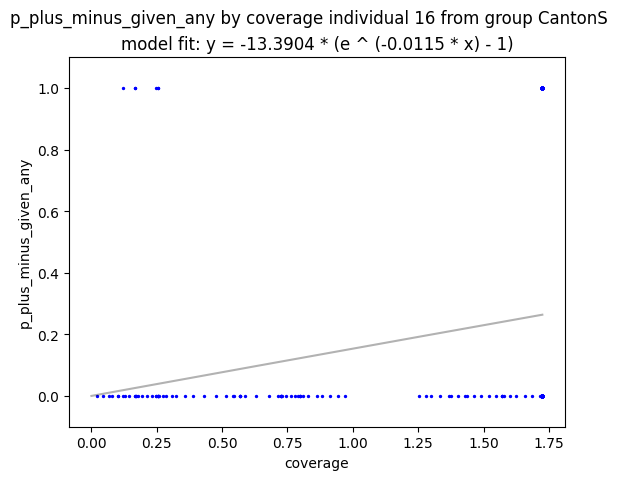 p_plus_minus_given_any by coverage individual 16 from group CantonS
model fit: y = -13.3904 * (e ^ (-0.0115 * x) - 1)
1.0
0.8
0.6
0.4
0.2
0.0
p_plus_minus_given_any
0.00 0.25 0.50 0.75 1.00 1.25 1.50 1.75
coverage